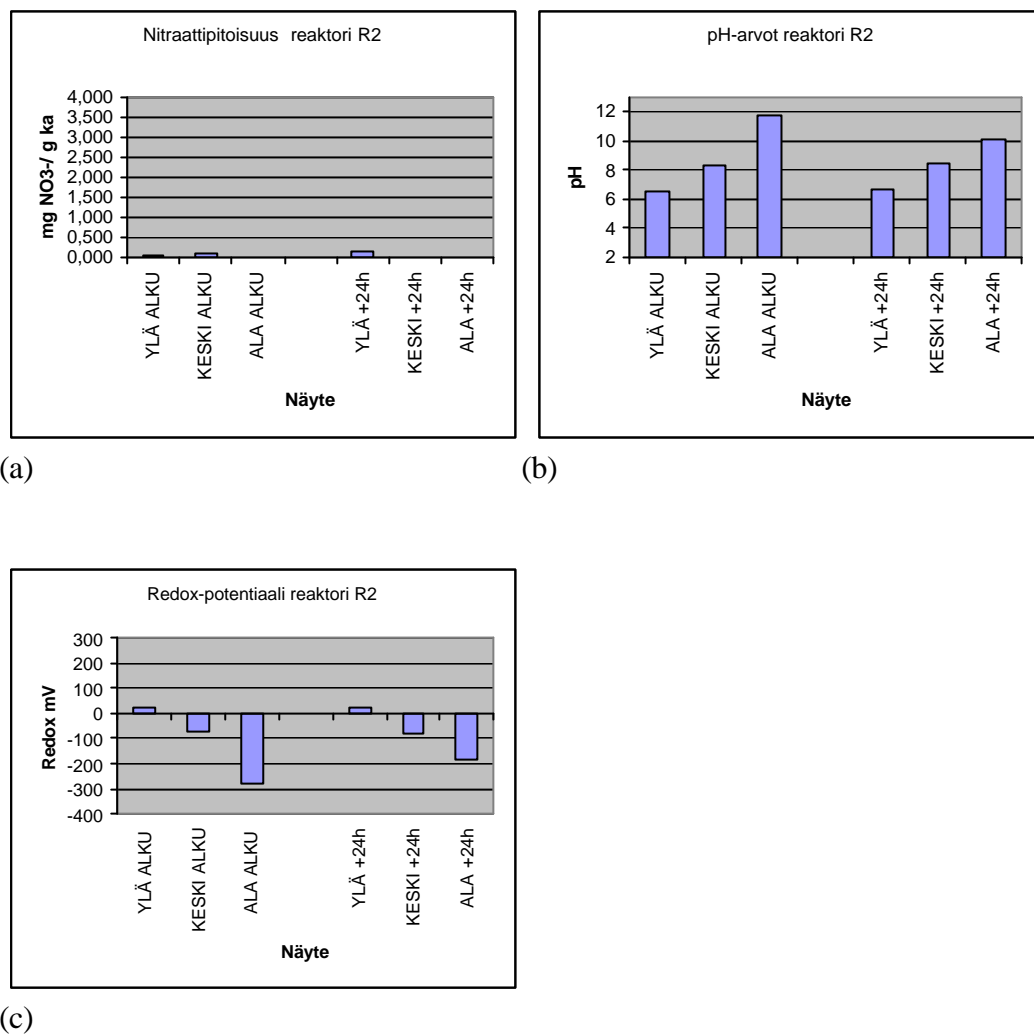 Nitraattipitoisuus reaktori R2
mg NO3-/ g ka
4,000
3,500
3,000
2,500
2,000
1,500
1,000
0,500
0,000
YLÄ ALKU
KESKI ALKU
ALA ALKU
YLÄ +24h
KESKI +24h
ALA +24h
Näyte
(a)
pH-arvot reaktori R2
pH
12
10
8
6
4
2
YLÄ ALKU
KESKI ALKU
ALA ALKU
YLÄ +24h
KESKI +24h
ALA +24h
Näyte
(b)
Redox-potentiaali reaktori R2
Redox mV
300
200
100
0
-100
-200
-300
-400
YLÄ ALKU
KESKI ALKU
ALA ALKU
YLÄ +24h
KESKI +24h
ALA +24h
Näyte
(c)